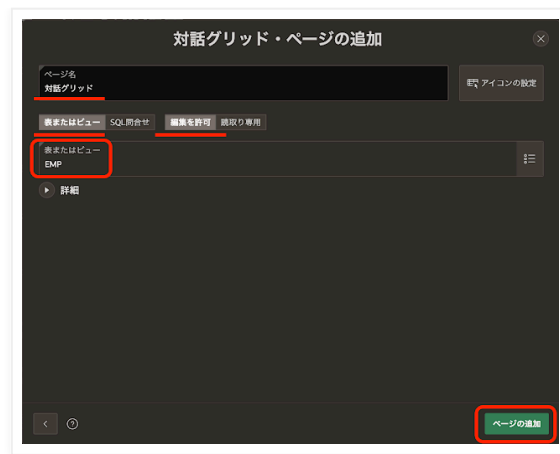 対話グリッド・ページの追加
ページ名
対話グリッド
アイコンの設定
表またはビュー SQL問合せ 編集を許可 読取り専用
表またはビュー
EMP
詳細
ページの追加